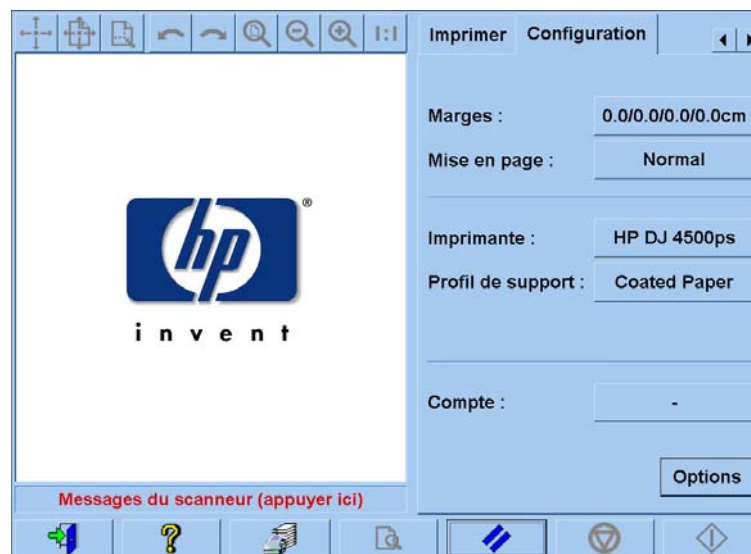 1:1
Imprimer
Configuration
Marges :
0.0/0.0/0.0/0.0cm
Mise en page :
Normal
hp
®
invent
Imprimante :
HP DJ 4500ps
Profil de support :
Coated Paper
Compte :
-
Options
Messages du scanneur (appuyer ici)
?